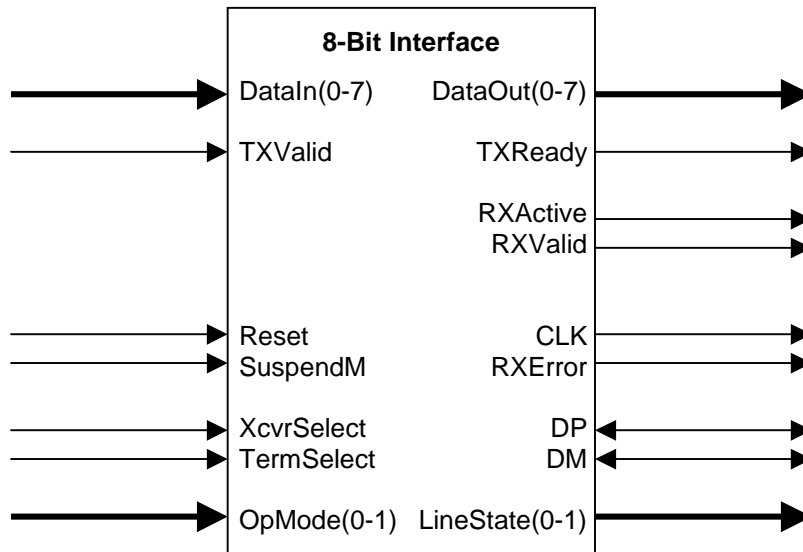 8-Bit Interface
DataIn(0-7) DataOut(0-7)
TXValid TXReady
RXActive
RXValid
Reset CLK
SuspendM RXError
XcvrSelect DP
TermSelect DM
OpMode(0-1) LineState(0-1)